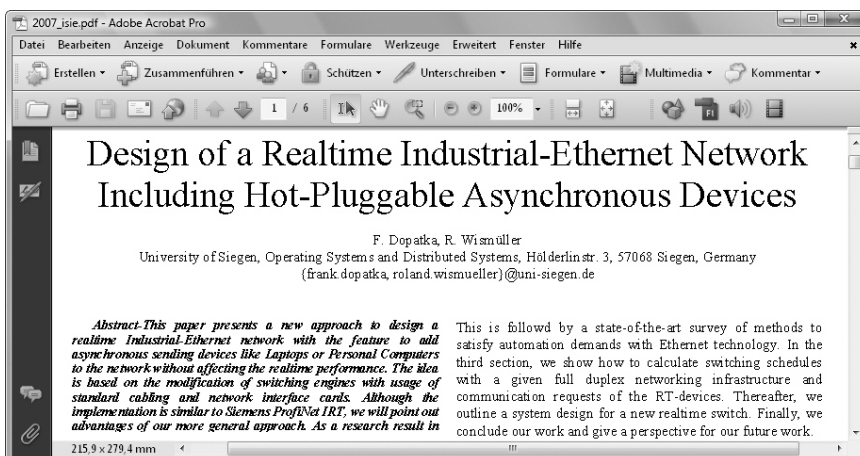 2007_isie.pdf - Adobe Acrobat Pro
Datei Bearbeiten Anzeige Dokument Kommentare Formulare Werkzeuge Erweitert Fenster Hilfe
Erstellen Zusammenführen Schützen Unterschreiben Formulare Multimedia Kommentar
1 / 6 100%
Design of a Realtime Industrial-Ethernet Network
Including Hot-Pluggable Asynchronous Devices
F. Dopatka, R. Wismüller
University of Siegen, Operating Systems and Distributed Systems, Hölderlinstr. 3, 57068 Siegen, Germany
{frank.dopatka, roland.wismueller}@uni-siegen.de
Abstract-This paper presents a new approach to design a
realtime Industrial-Ethernet network with the feature to add
asynchronous sending devices like Laptops or Personal Computers
to the network without affecting the realtime performance. The idea
is based on the modification of switching engines with usage of
standard cabling and network interface cards. Although the
implementation is similar to Siemens ProfiNet IRT, we will point out
advantages of our more general approach. As a research result in
This is followd by a state-of-the-art survey of methods to
satisfy automation demands with Ethernet technology. In the
third section, we show how to calculate switching schedules
with a given full duplex networking infrastructure and
communication requests of the RT-devices. Thereafter, we
outline a system design for a new realtime switch. Finally, we
conclude our work and give a perspective for our future work.
215,9 x 279,4 mm